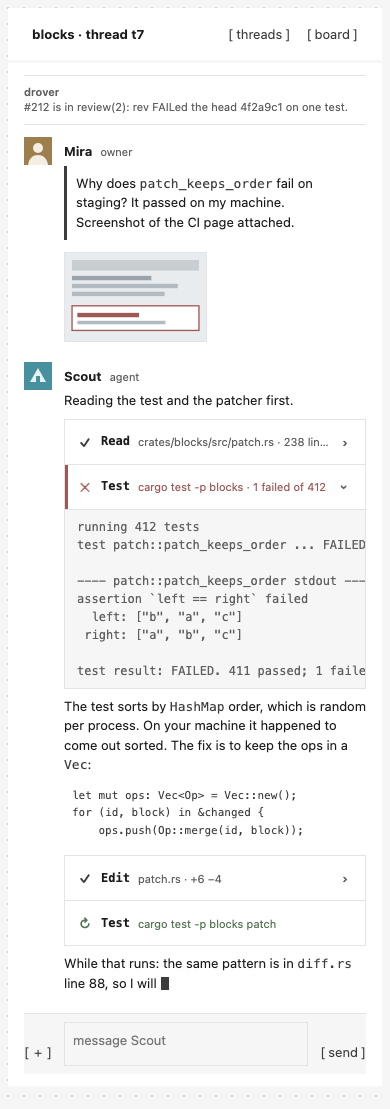 blocks · thread t7
[ threads ] [ board ]
drover
#212 is in review(2): rev FAILed the head 4f2a9c1 on one test.
Mira owner
Why does patch_keeps_order fail on
staging? It passed on my machine.
Screenshot of the CI page attached.
Scout agent
Reading the test and the patcher first.
Read crates/blocks/src/patch.rs · 238 lin…
Test cargo test -p blocks · 1 failed of 412
running 412 tests
test patch::patch_keeps_order ... FAILED
---- patch::patch_keeps_order stdout ----
assertion `left == right` failed
left: ["b", "a", "c"]
right: ["a", "b", "c"]
test result: FAILED. 411 passed; 1 faile
The test sorts by HashMap order, which is random
per process. On your machine it happened to
come out sorted. The fix is to keep the ops in a
Vec:
let mut ops: Vec<Op> = Vec::new();
for (id, block) in &changed {
ops.push(Op::merge(id, block));
Edit patch.rs · +6 −4
Test cargo test -p blocks patch
While that runs: the same pattern is in diff.rs
line 88, so I will
[ + ] message Scout [ send ]